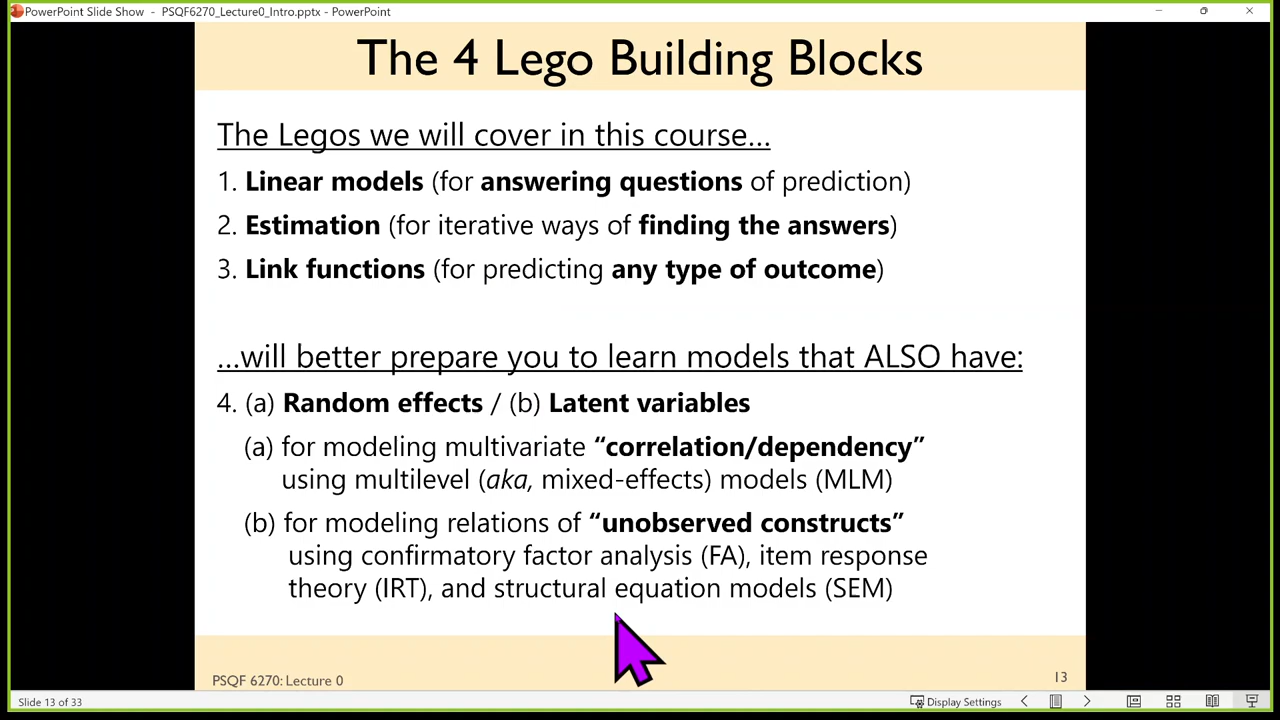 PowerPoint Slide Show - PSQF6270_Lecture0_Intro.pptx - PowerPoint
The 4 Lego Building Blocks
The Legos we will cover in this course...
1. Linear models (for answering questions of prediction)
2. Estimation (for iterative ways of finding the answers)
3. Link functions (for predicting any type of outcome)
...will better prepare you to learn models that ALSO have:
4. (a) Random effects / (b) Latent variables
(a) for modeling multivariate “correlation/dependency”
using multilevel (aka, mixed-effects) models (MLM)
(b) for modeling relations of “unobserved constructs”
using confirmatory factor analysis (FA), item response
theory (IRT), and structural equation models (SEM)
PSQF 6270: Lecture 0
13
Slide 13 of 33
Display Settings